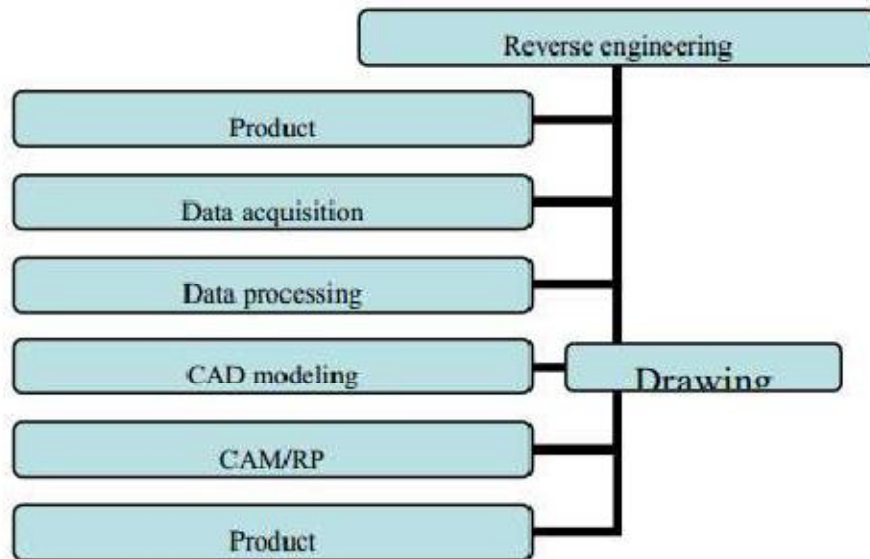 Reverse engineering
Product
Data acquisition
Data processing
CAD modeling
Drawing
CAM/RP
Product